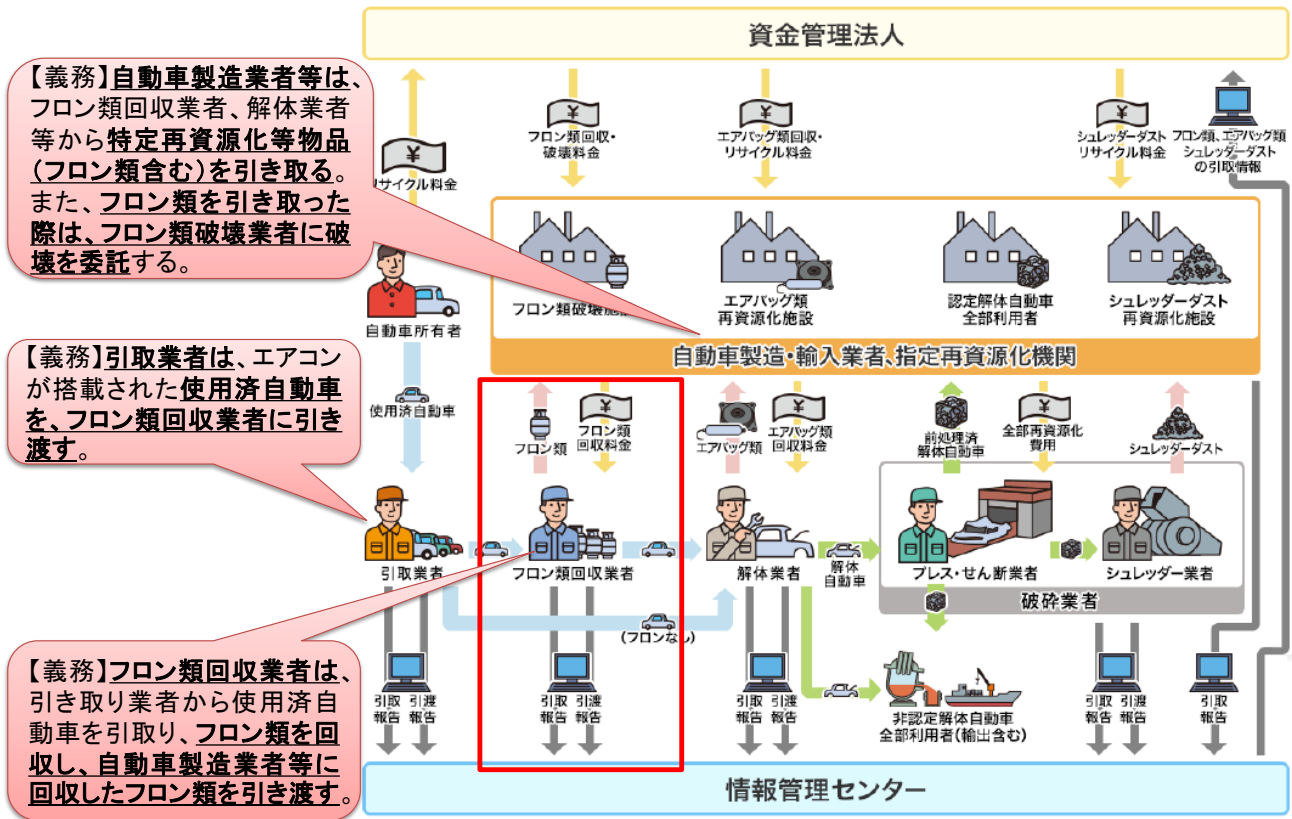 資金管理法人
【義務】自動車製造業者等は、
フロン類回収業者、解体業者
等から特定再資源化等物品
(フロン類含む)を引き取る。
また、フロン類を引き取った
際は、フロン類破壊業者に破
壊を委託する。
¥
リサイクル料金
¥
フロン類回収・
破壊料金
¥
エアバッグ類回収・
リサイクル料金
¥
シュレッダーダスト
リサイクル料金
フロン類、エアバッグ類
シュレッダーダスト
の引取情報
自動車所有者
フロン類破壊施
エアバッグ類
再資源化施設
認定解体自動車
全部利用者
シュレッダーダスト
再資源化施設
自動車製造・輸入業者、指定再資源化機関
【義務】引取業者は、エアコン
が搭載された使用済自動車
を、フロン類回収業者に引き
渡す。
使用済自動車
フロン類
¥
フロン類
回収料金
エアバッグ類
¥
エアバッグ類
回収料金
前処理済
解体自動車
¥
全部再資源化
費用
シュレッダーダスト
引取業者
フロン類回収業者
解体業者
解体
自動車
プレス・せん断業者
シュレッダー業者
破砕業者
(フロンなし)
【義務】フロン類回収業者は、
引き取り業者から使用済自
動車を引取り、フロン類を回
収し、自動車製造業者等に
回収したフロン類を引き渡す。
引取
報告
引渡
報告
引取
報告
引渡
報告
引取
報告
引渡
報告
非認定解体自動車
全部利用者(輸出含む)
引取
報告
引渡
報告
引取
報告
情報管理センター